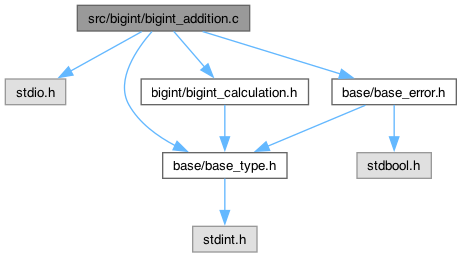 src/bigint/bigint_addition.c
stdio.h
bigint/bigint_calculation.h
base/base_error.h
base/base_type.h
stdbool.h
stdint.h